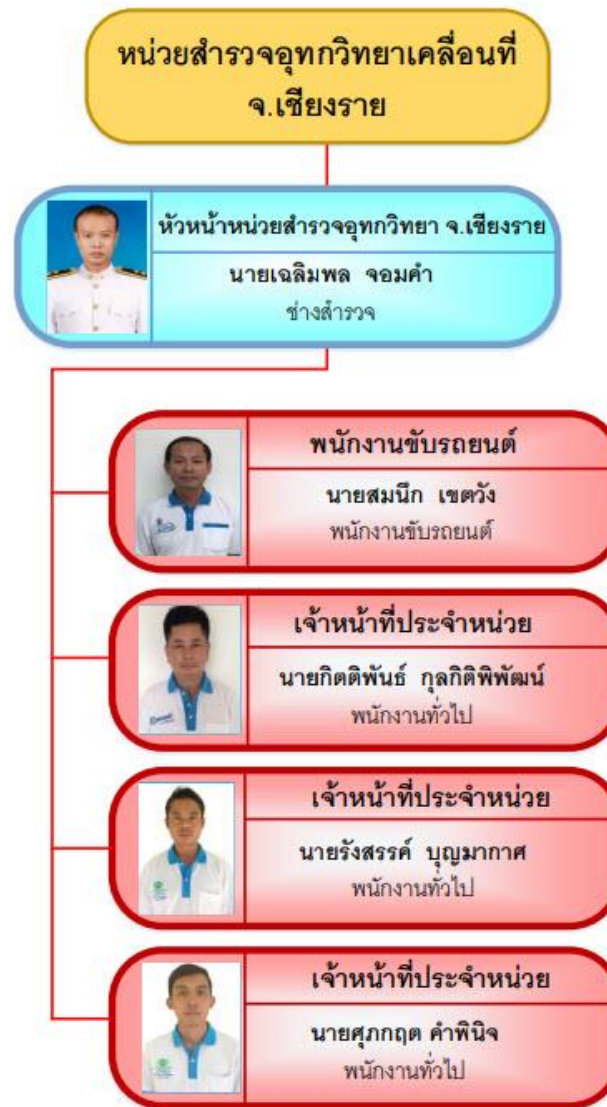 หน่วยสำรวจอุทกวิทยาเคลื่อนที่
จ.เชียงราย
หัวหน้าหน่วยสำรวจอุทกวิทยา จ.เชียงราย
นายเฉลิมพล จอมคำ
ช่างสำรวจ
พนักงานขับรถยนต์
นายสมนึก เขตวัง
พนักงานขับรถยนต์
เจ้าหน้าที่ประจำหน่วย
นายกิตติพันธ์ กุลกิติพิพัฒน์
พนักงานทั่วไป
เจ้าหน้าที่ประจำหน่วย
นายรังสรรค์ บุญมากาศ
พนักงานทั่วไป
เจ้าหน้าที่ประจำหน่วย
นายศุภกฤต คำพินิจ
พนักงานทั่วไป